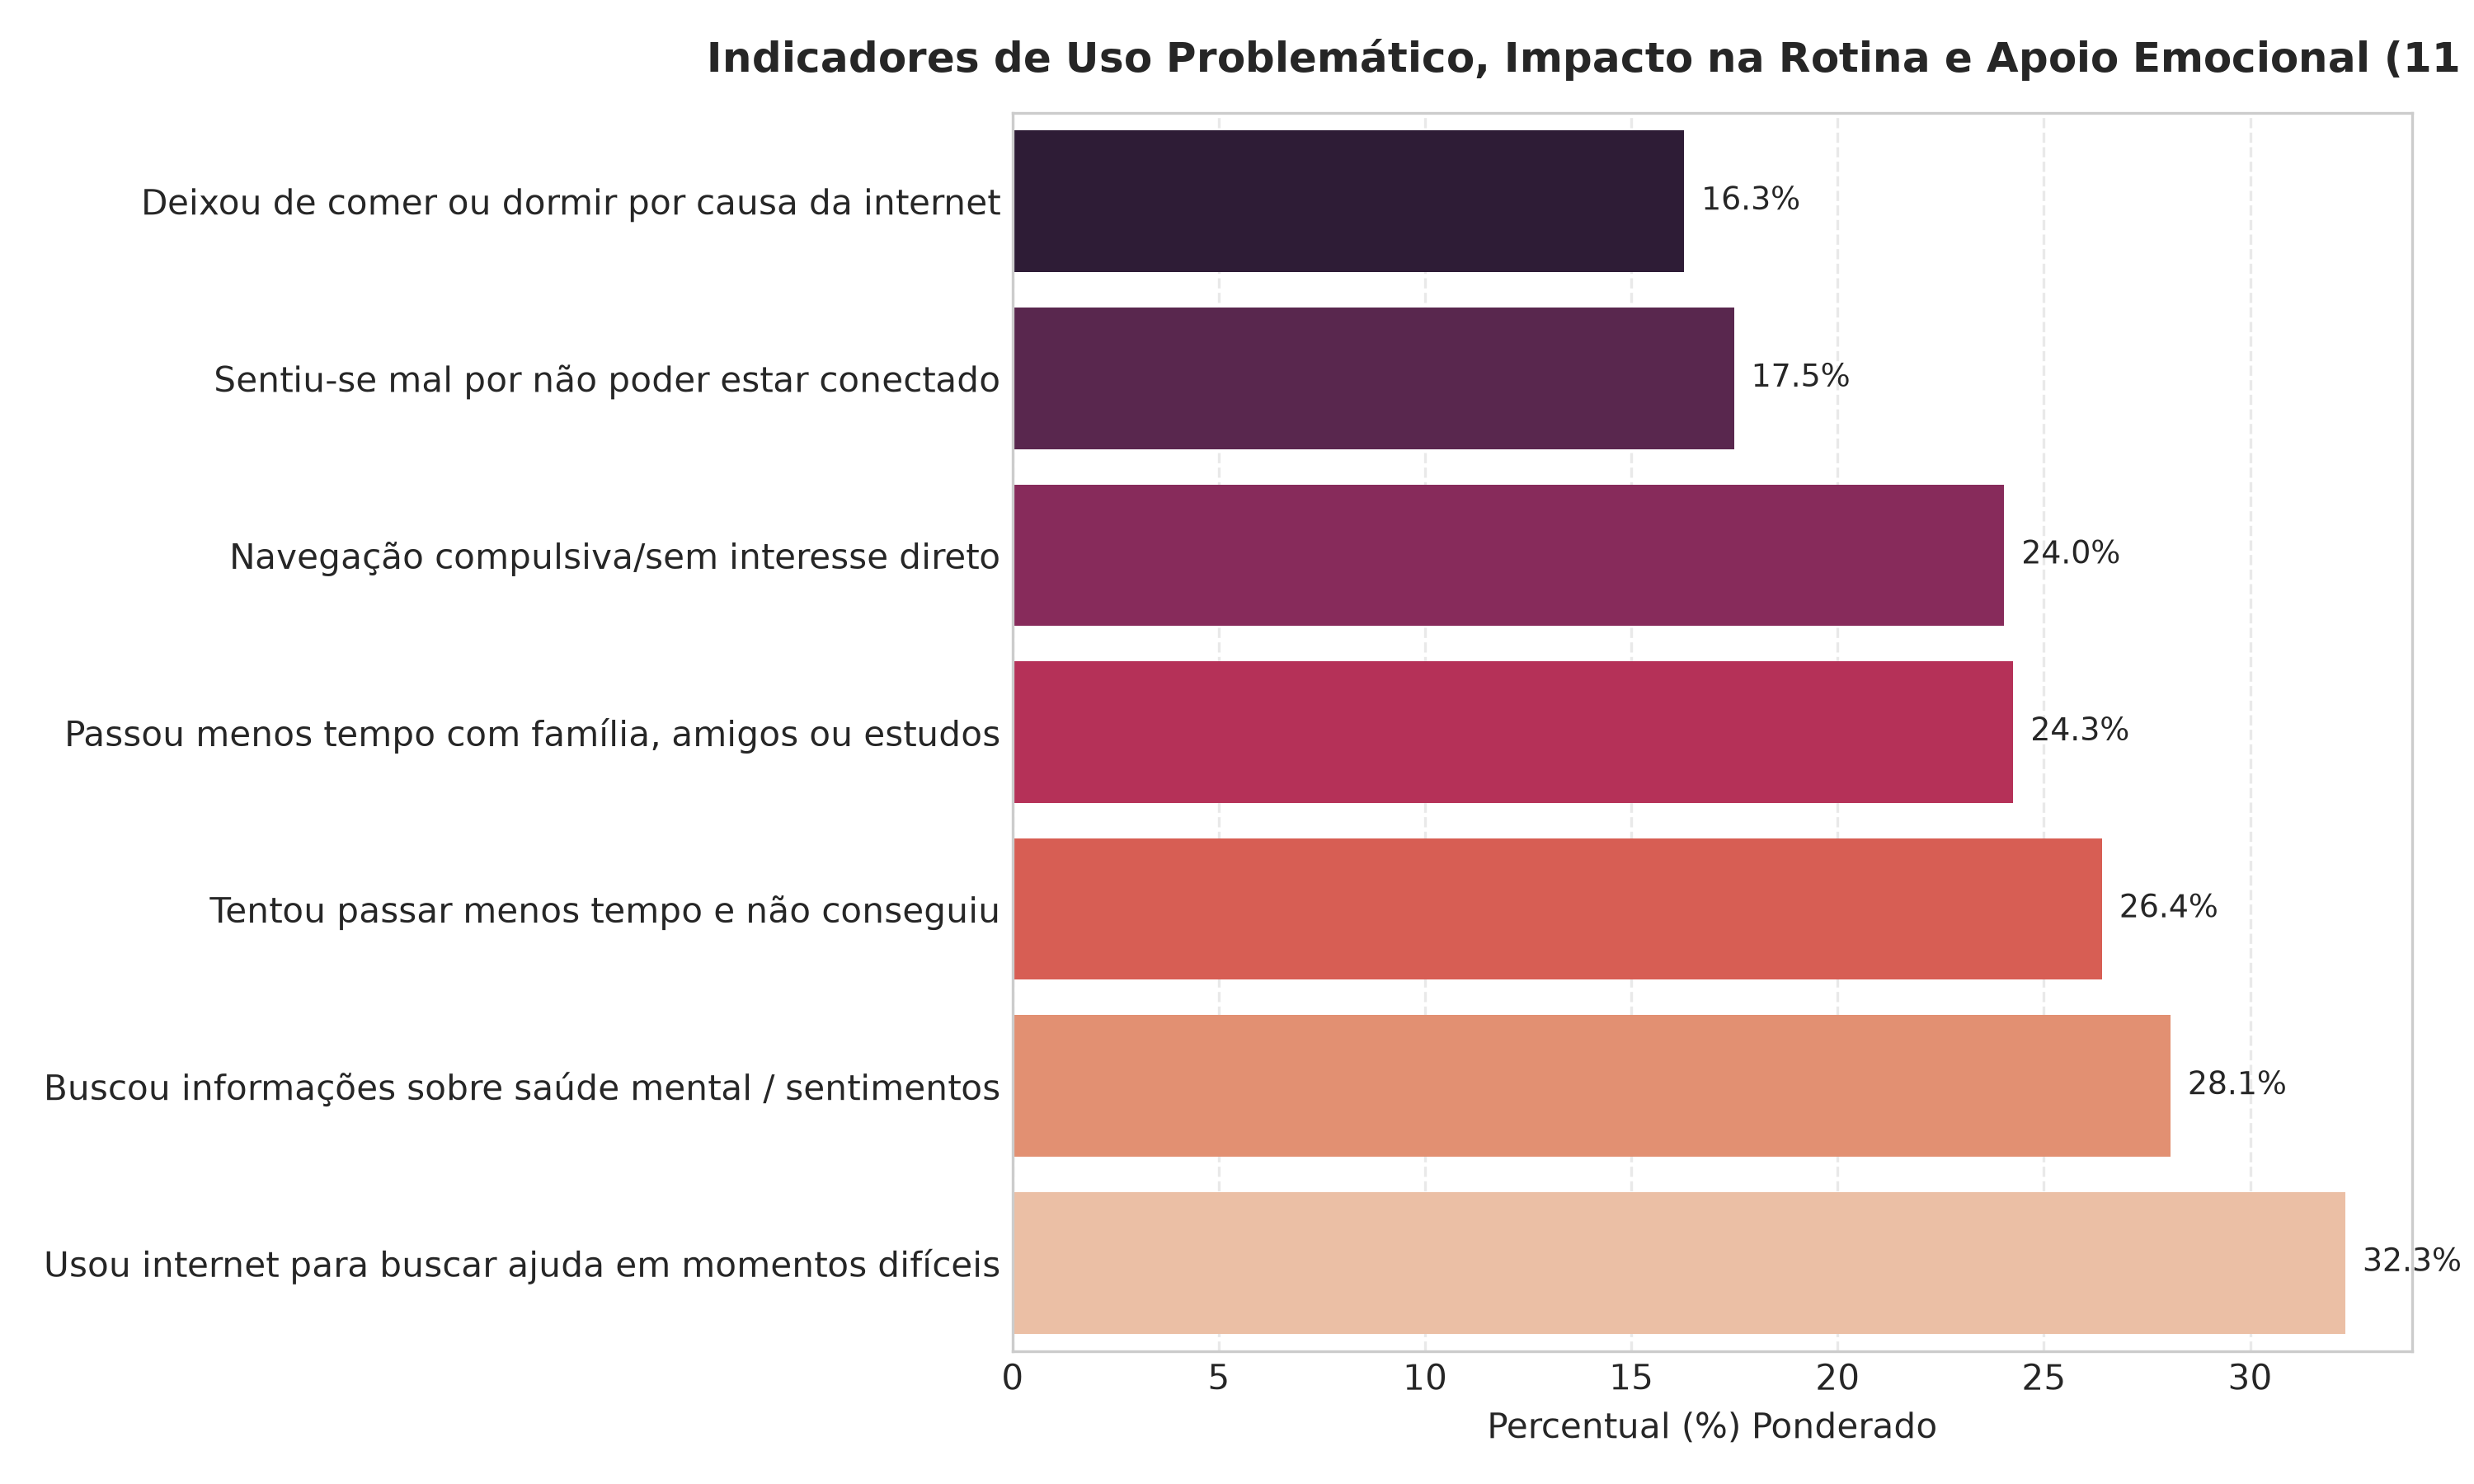 Indicadores de Uso Problemático, Impacto na Rotina e Apoio Emocional (11
Deixou de comer ou dormir por causa da internet
16.3%
Sentiu-se mal por não poder estar conectado
17.5%
Navegação compulsiva/sem interesse direto
24.0%
Passou menos tempo com família, amigos ou estudos
24.3%
Tentou passar menos tempo e não conseguiu
26.4%
Buscou informações sobre saúde mental / sentimentos
28.1%
Usou internet para buscar ajuda em momentos difíceis
32.3%
0 5 10 15 20 25 30
Percentual (%) Ponderado